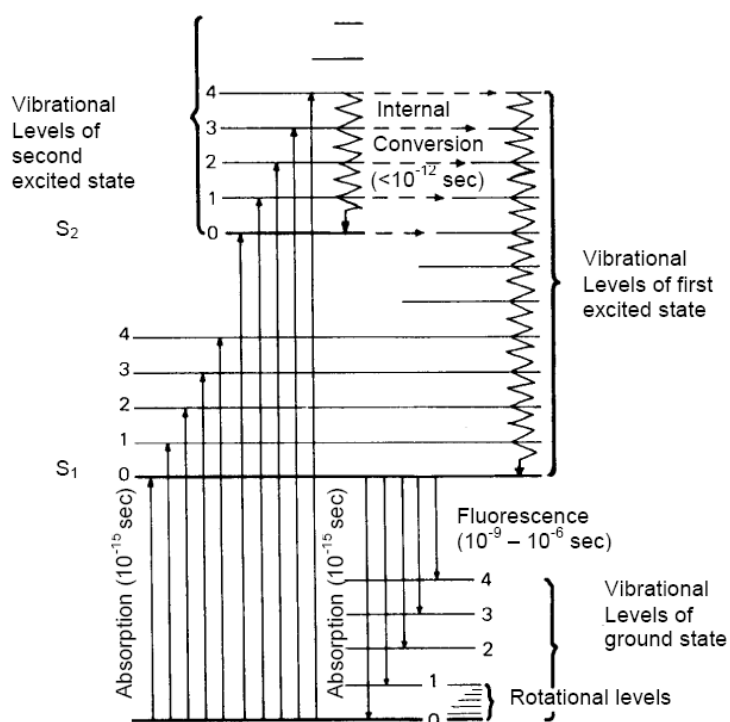 Vibrational
Levels of
second
excited state
4
3
2
1
0
S₂
Internal
Conversion
(<10⁻¹² sec)
Vibrational
Levels of first
excited state
4
3
2
1
0
S₁
Absorption (10⁻¹⁵ sec)
Absorption (10⁻¹⁵ sec)
Fluorescence
(10⁻⁹ – 10⁻⁶ sec)
4
3
2
1
0
Vibrational
Levels of
ground state
Rotational levels